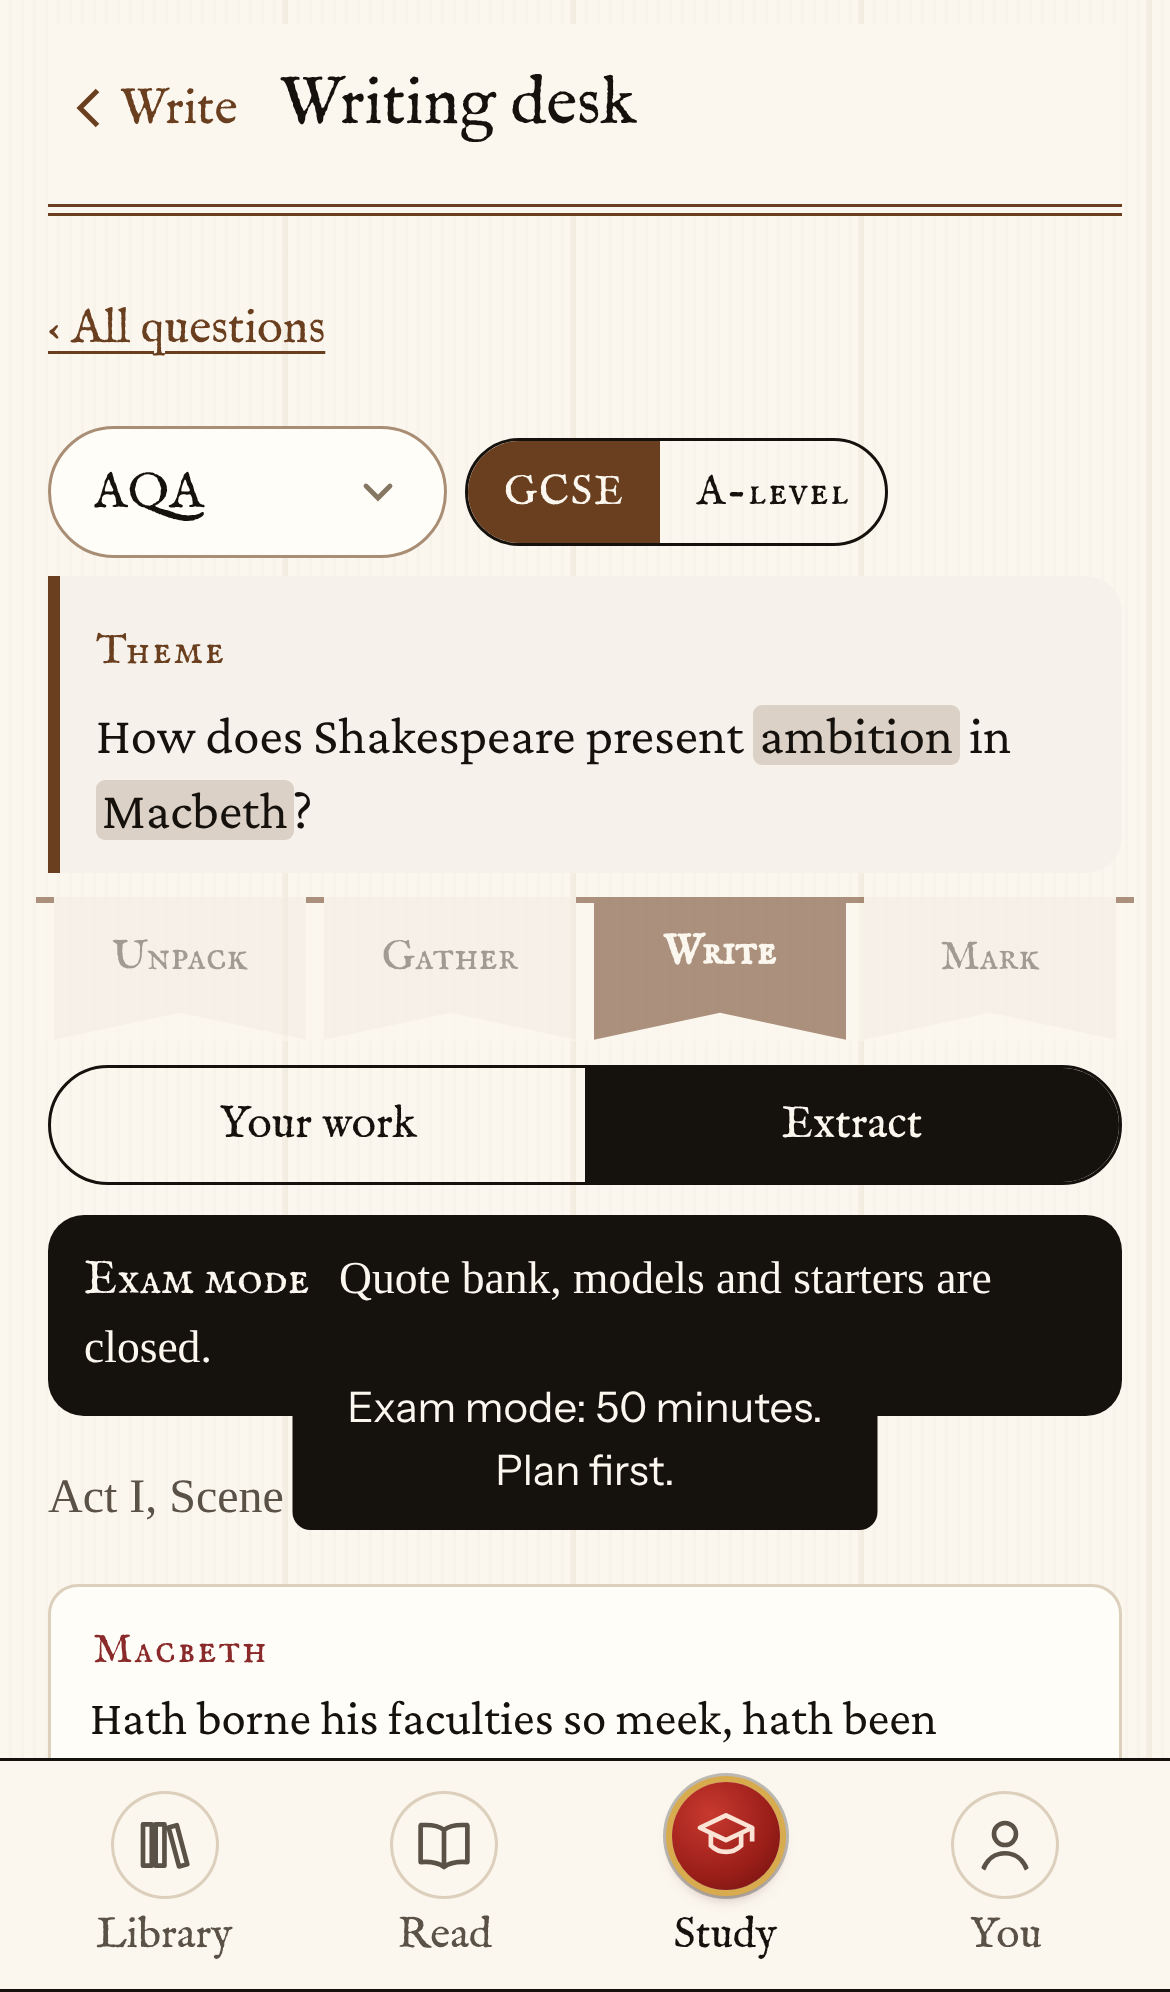 Write Writing desk
‹ All questions
AQA GCSE A-level
Theme
How does Shakespeare present ambition in
Macbeth?
Unpack Gather Write Mark
Your work Extract
Exam mode Quote bank, models and starters are
closed.
Exam mode: 50 minutes.
Plan first.
Act I, Scene
Macbeth
Hath borne his faculties so meek, hath been
Library Read Study You